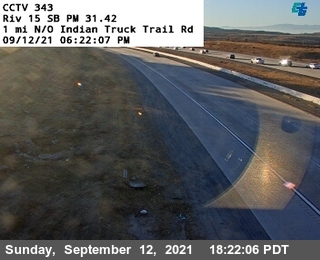 CCTV 343
Riv 15 SB PM 31.42
1 mi N/O Indian Truck Trail Rd
09/12/21 06:22:07 PM
Sunday, September 12, 2021 18:22:06 PDT